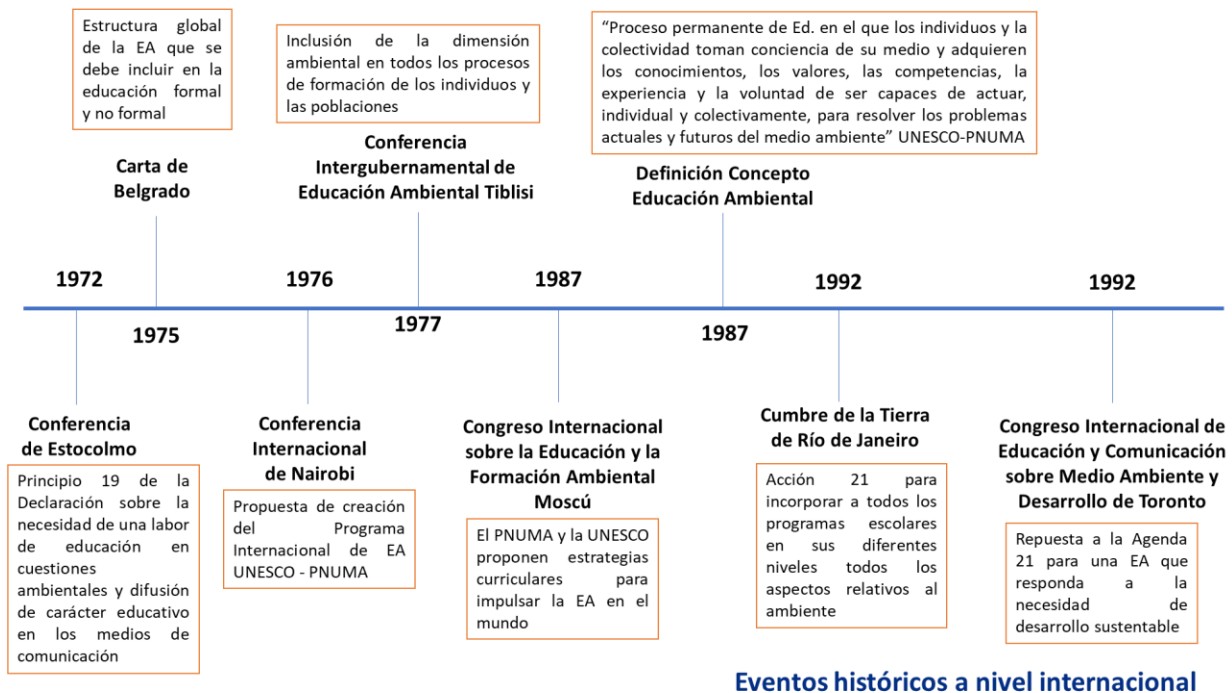 Estructura global
de la EA que se
debe incluir en la
educación formal
y no formal
Carta de
Belgrado
Inclusión de la dimensión
ambiental en todos los procesos
de formación de los individuos y
las poblaciones
Conferencia
Intergubernamental de
Educación Ambiental Tiblisi
“Proceso permanente de Ed. en el que los individuos y la
colectividad toman conciencia de su medio y adquieren
los conocimientos, los valores, las competencias, la
experiencia y la voluntad de ser capaces de actuar,
individual y colectivamente, para resolver los problemas
actuales y futuros del medio ambiente” UNESCO-PNUMA
Definición Concepto
Educación Ambiental
1972
1976
1987
1992
1992
1975
1977
1987
Conferencia
de Estocolmo
Principio 19 de la
Declaración sobre la
necesidad de una labor
de educación en
cuestiones
ambientales y difusión
de carácter educativo
en los medios de
comunicación
Conferencia
Internacional
de Nairobi
Propuesta de creación
del Programa
Internacional de EA
UNESCO - PNUMA
Congreso Internacional
sobre la Educación y la
Formación Ambiental
Moscú
El PNUMA y la UNESCO
proponen estrategias
curriculares para
impulsar la EA en el
mundo
Cumbre de la Tierra
de Río de Janeiro
Acción 21 para
incorporar a todos los
programas escolares
en sus diferentes
niveles todos los
aspectos relativos al
ambiente
Congreso Internacional de
Educación y Comunicación
sobre Medio Ambiente y
Desarrollo de Toronto
Repuesta a la Agenda
21 para una EA que
responda a la
necesidad de
desarrollo sustentable
Eventos históricos a nivel internacional